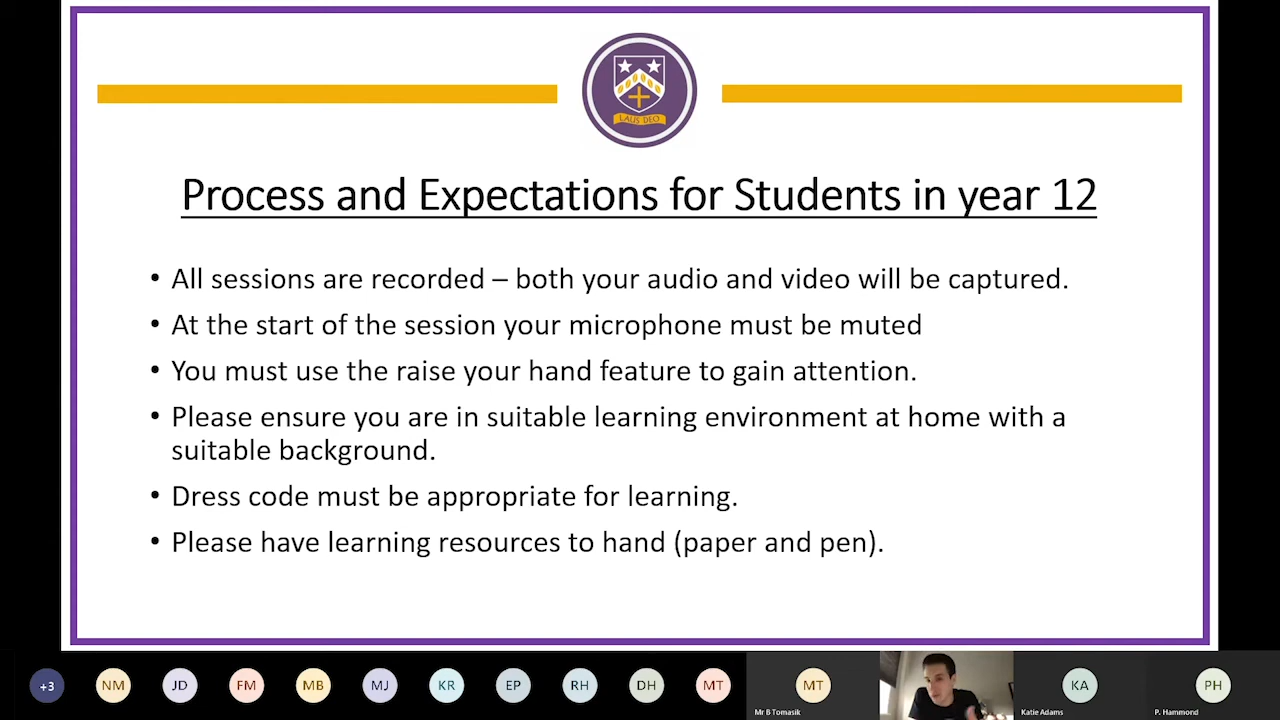 LAUS DEO
Process and Expectations for Students in year 12
• All sessions are recorded – both your audio and video will be captured.
• At the start of the session your microphone must be muted
• You must use the raise your hand feature to gain attention.
• Please ensure you are in suitable learning environment at home with a
suitable background.
• Dress code must be appropriate for learning.
• Please have learning resources to hand (paper and pen).
+3 NM JD FM MB MJ KR EP RH DH MT MT KA PH
Mr B Tomasik Katie Adams P. Hammond